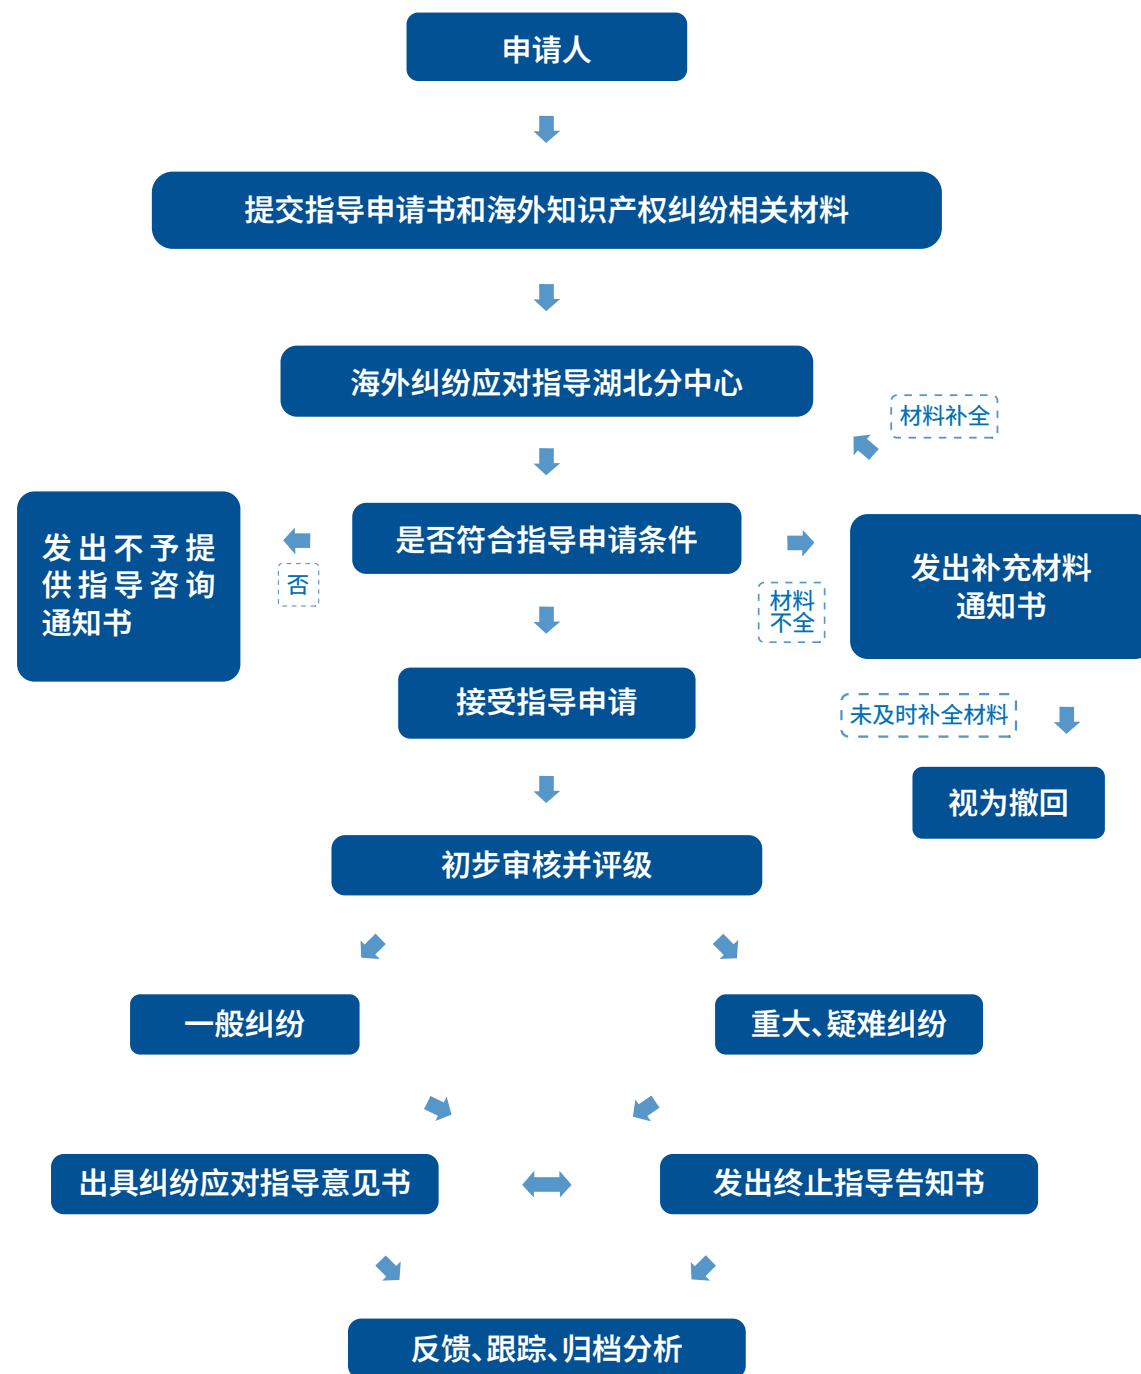 申请人
提交指导申请书和海外知识产权纠纷相关材料
海外纠纷应对指导湖北分中心
材料补全
是否符合指导申请条件
发出不予提
供指导咨询
通知书
否
材料
不全
发出补充材料
通知书
接受指导申请
未及时补全材料
视为撤回
初步审核并评级
一般纠纷
重大、疑难纠纷
出具纠纷应对指导意见书
发出终止指导告知书
反馈、跟踪、归档分析